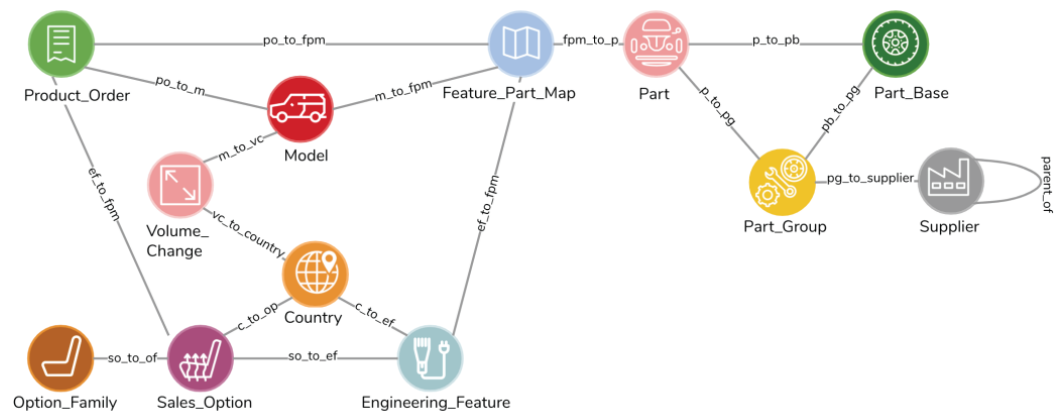 po_to_fpm
fpm_to_p
p_to_pb
Product_Order
po_to_m
m_to_fpm
Feature_Part_Map
Part
Part_Base
p_to_pg
pb_to_pg
m_to_vc
Model
ef_to_fpm
ef_to_fpm
pg_to_supplier
parent_of
Volume_
Change
vc_to_country
Part_Group
Supplier
c_to_op
Country
c_to_ef
so_to_of
so_to_ef
Option_Family
Sales_Option
Engineering_Feature